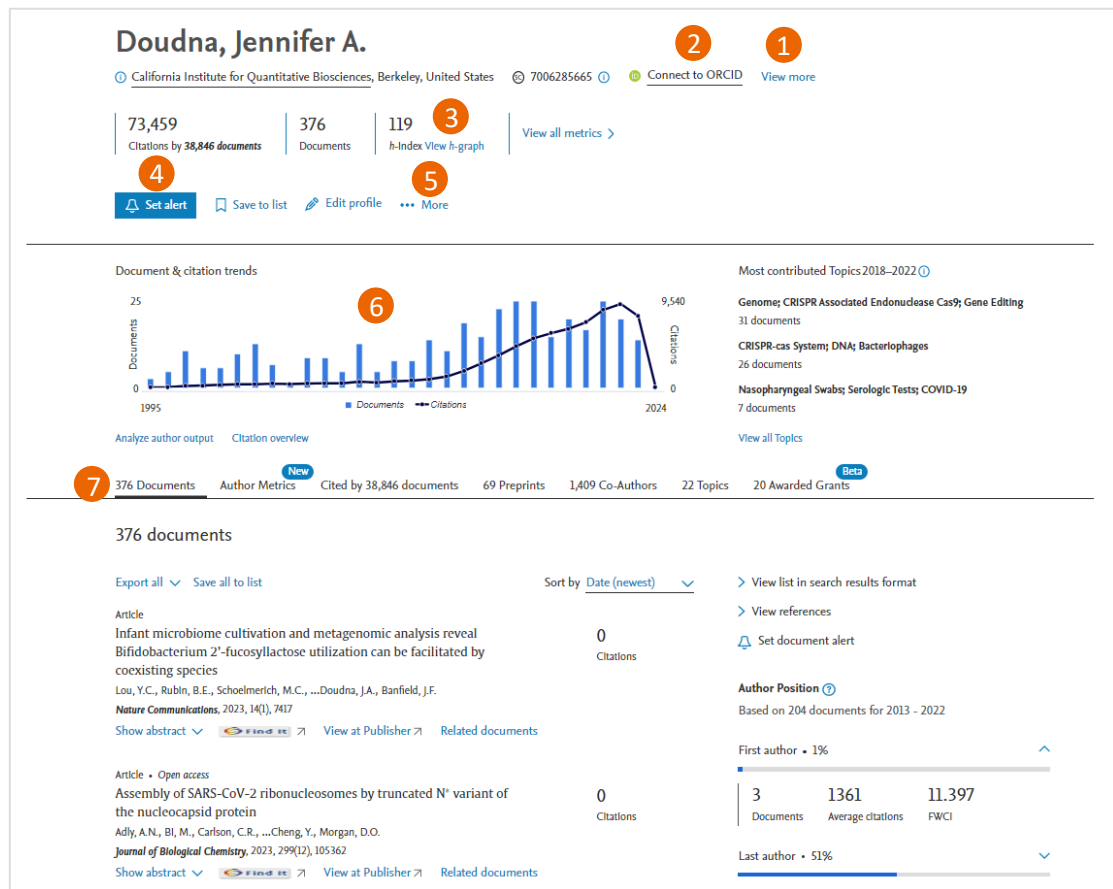 Doudna, Jennifer A.
2
1
California Institute for Quantitative Biosciences, Berkeley, United States SC 7006285665 iD Connect to ORCID View more
73,459
376
119
3
Citations by 38,846 documents
Documents
h-Index View h-graph
View all metrics >
4
5
Set alert Save to list Edit profile ••• More
Document & citation trends
25
9,540
6
Documents
Citations
0
0
Documents Citations
1995
2024
Analyze author output Citation overview
Most contributed Topics 2018–2022
Genome; CRISPR Associated Endonuclease Cas9; Gene Editing
31 documents
CRISPR-cas System; DNA; Bacteriophages
26 documents
Nasopharyngeal Swabs; Serologic Tests; COVID-19
7 documents
View all Topics
New
Beta
7
376 Documents Author Metrics Cited by 38,846 documents 69 Preprints 1,409 Co-Authors 22 Topics 20 Awarded Grants
376 documents
Export all Save all to list Sort by Date (newest)
Article
Infant microbiome cultivation and metagenomic analysis reveal
Bifidobacterium 2'-fucosyllactose utilization can be facilitated by
coexisting species
0
Citations
Lou, Y.C., Rubin, B.E., Schoelmerich, M.C., ...Doudna, J.A., Banfield, J.F.
Nature Communications, 2023, 14(1), 7417
Show abstract Find It View at Publisher Related documents
Article • Open access
Assembly of SARS-CoV-2 ribonucleosomes by truncated N* variant of
the nucleocapsid protein
0
Citations
Adly, A.N., BI, M., Carlson, C.R., ...Cheng, Y., Morgan, D.O.
Journal of Biological Chemistry, 2023, 299(12), 105362
Show abstract Find It View at Publisher Related documents
> View list in search results format
> View references
Set document alert
Author Position
Based on 204 documents for 2013 - 2022
First author • 1%
3
1361
11.397
Documents
Average citations
FWCI
Last author • 51%